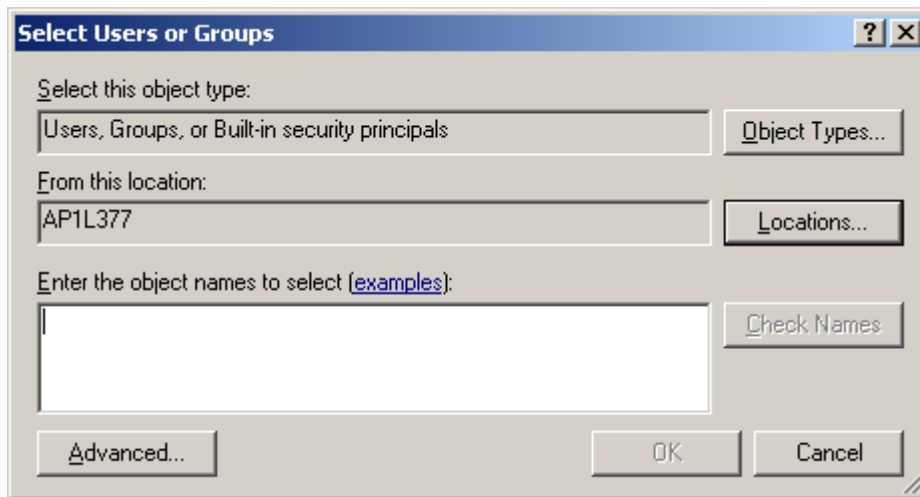 Select Users or Groups
Select this object type:
Users, Groups, or Built-in security principals
Object Types...
From this location:
AP1L377
Locations...
Enter the object names to select (examples):
Check Names
Advanced...
OK
Cancel